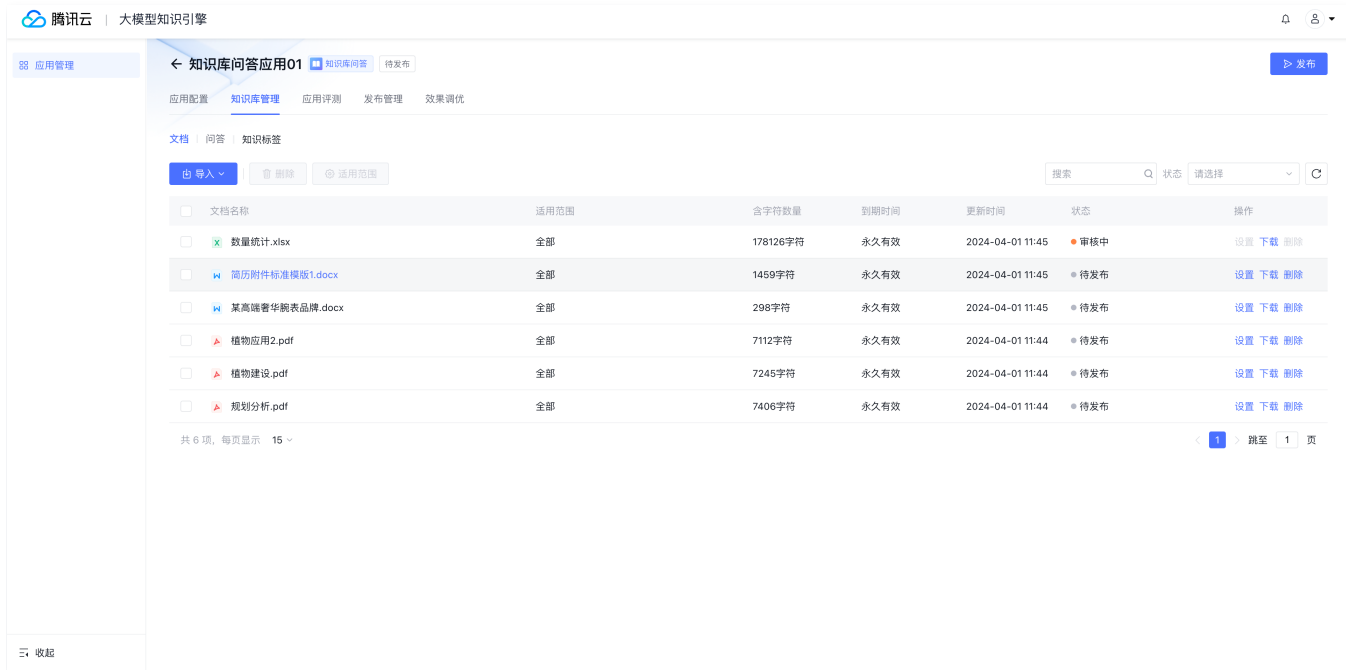 腾讯云 | 大模型知识引擎
应用管理
知识库问答应用01 知识库问答 待发布
发布
应用配置 知识库管理 应用评测 发布管理 效果调优
文档 | 问答 | 知识标签
导入 删除 适用范围 搜索 状态 请选择
文档名称 适用范围 含字符数量 到期时间 更新时间 状态 操作
数量统计.xlsx 全部 178126字符 永久有效 2024-04-01 11:45 审核中 设置 下载 删除
简历附件标准模版1.docx 全部 1459字符 永久有效 2024-04-01 11:45 待发布 设置 下载 删除
某高端奢华腕表品牌.docx 全部 298字符 永久有效 2024-04-01 11:45 待发布 设置 下载 删除
植物应用2.pdf 全部 7112字符 永久有效 2024-04-01 11:44 待发布 设置 下载 删除
植物建设.pdf 全部 7245字符 永久有效 2024-04-01 11:44 待发布 设置 下载 删除
规划分析.pdf 全部 7406字符 永久有效 2024-04-01 11:44 待发布 设置 下载 删除
共 6 项，每页显示 15 1 跳至 1 页
收起